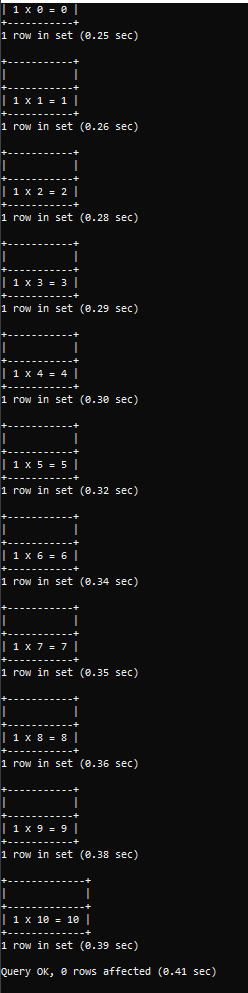 | 1 x 0 = 0 |
+-----------+
1 row in set (0.25 sec)

+-----------+
|           |
+-----------+
| 1 x 1 = 1 |
+-----------+
1 row in set (0.26 sec)

+-----------+
|           |
+-----------+
| 1 x 2 = 2 |
+-----------+
1 row in set (0.28 sec)

+-----------+
|           |
+-----------+
| 1 x 3 = 3 |
+-----------+
1 row in set (0.29 sec)

+-----------+
|           |
+-----------+
| 1 x 4 = 4 |
+-----------+
1 row in set (0.30 sec)

+-----------+
|           |
+-----------+
| 1 x 5 = 5 |
+-----------+
1 row in set (0.32 sec)

+-----------+
|           |
+-----------+
| 1 x 6 = 6 |
+-----------+
1 row in set (0.34 sec)

+-----------+
|           |
+-----------+
| 1 x 7 = 7 |
+-----------+
1 row in set (0.35 sec)

+-----------+
|           |
+-----------+
| 1 x 8 = 8 |
+-----------+
1 row in set (0.36 sec)

+-----------+
|           |
+-----------+
| 1 x 9 = 9 |
+-----------+
1 row in set (0.38 sec)

+-------------+
|             |
+-------------+
| 1 x 10 = 10 |
+-------------+
1 row in set (0.39 sec)

Query OK, 0 rows affected (0.41 sec)